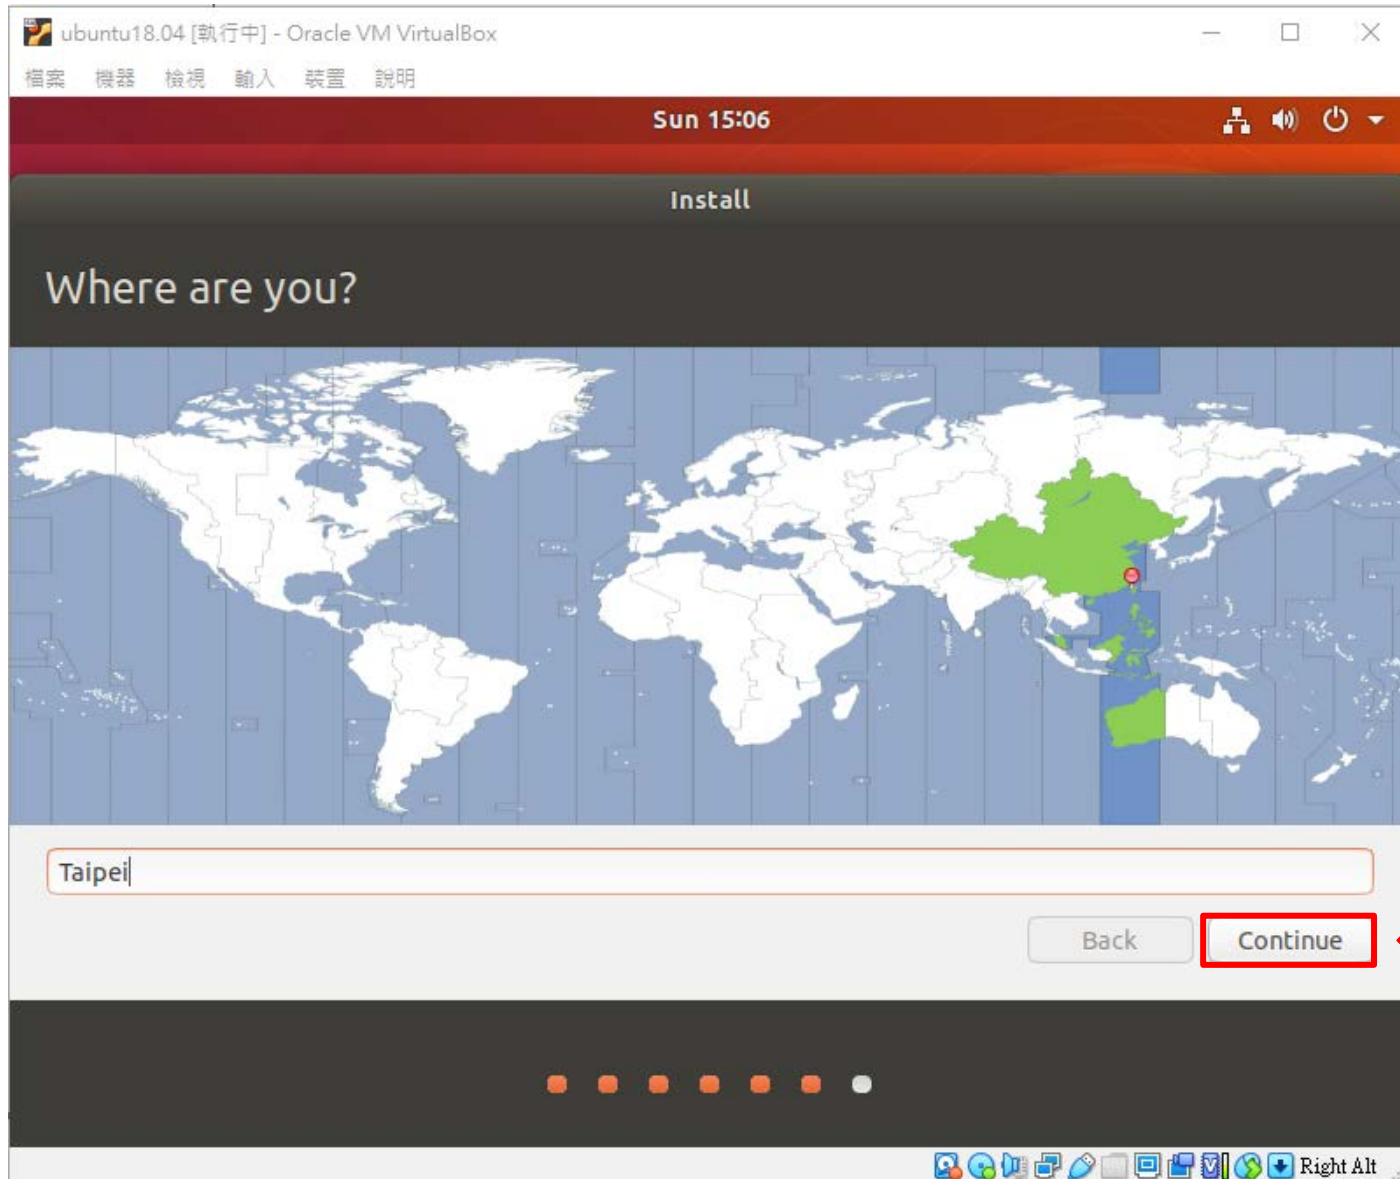 ubuntu18.04 [執行中] - Oracle VM VirtualBox
檔案 機器 檢視 輸入 裝置 說明
Sun 15:06
Install
Where are you?
Taipei
Back Continue
Right Alt